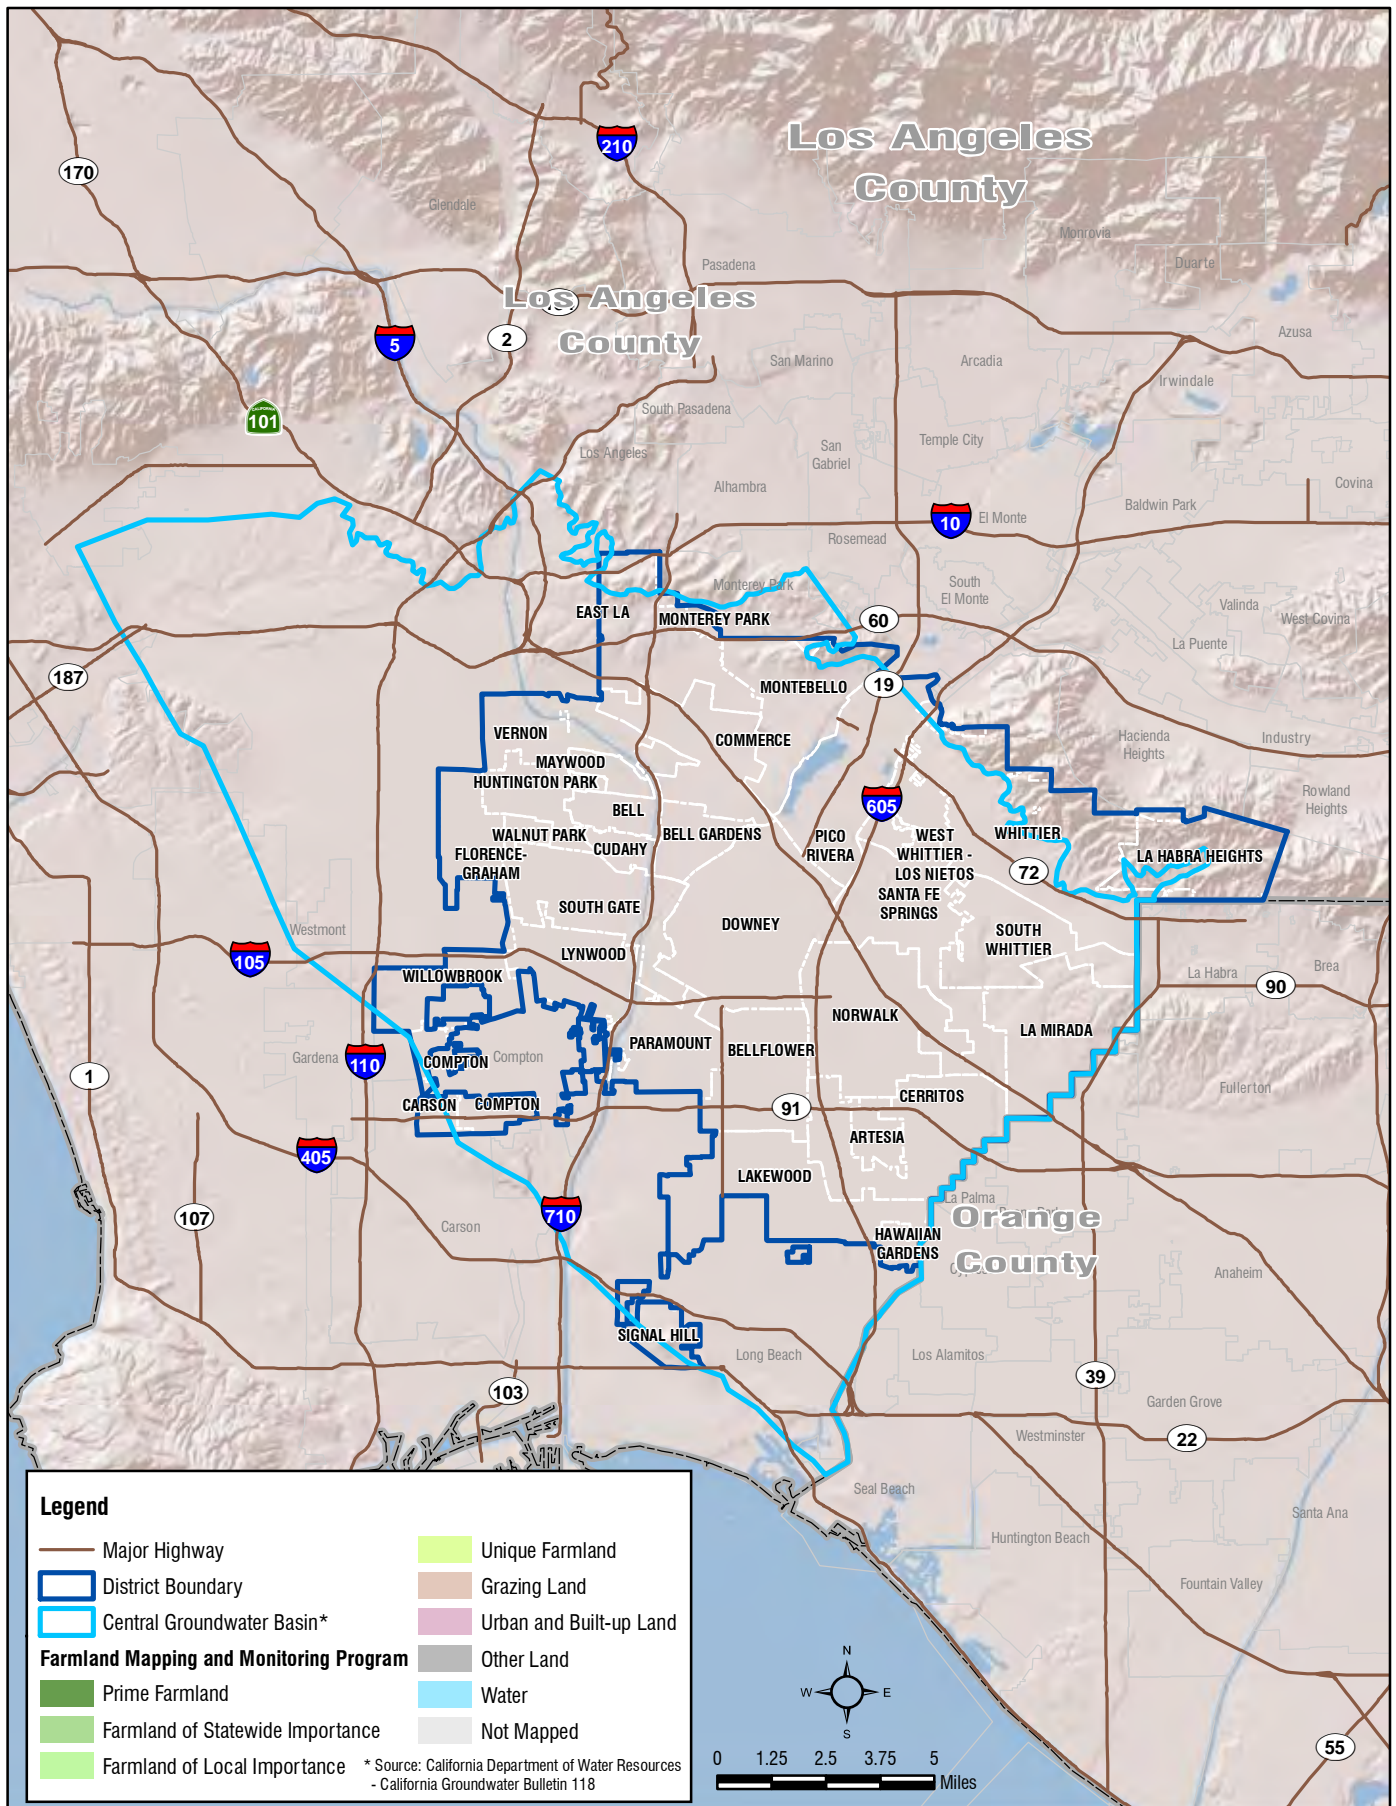 Los Angeles
County
210
170
Glendale
Monrovia
Duarte
Pasadena
Los Angeles
County
5
2
Azusa
San Marino
Arcadia
Irwindale
CALIFORNIA
101
South Pasadena
Los Angeles
San
Gabriel
Temple City
Alhambra
Covina
Baldwin Park
10
El Monte
Rosemead
Monterey Park
South
El Monte
EAST LA
MONTEREY PARK
60
Valinda
West Covina
La Puente
187
MONTEBELLO
19
VERNON
COMMERCE
Hacienda
Heights
Industry
MAYWOOD
HUNTINGTON PARK
Rowland
Heights
BELL
605
WALNUT PARK
BELL GARDENS
PICO
RIVERA
WEST
WHITTIER -
LOS NIETOS
WHITTIER
CUDAHY
FLORENCE-
GRAHAM
LA HABRA HEIGHTS
72
SANTA FE
SPRINGS
SOUTH GATE
DOWNEY
Westmont
SOUTH
WHITTIER
105
LYNWOOD
WILLOWBROOK
La Habra
Brea
90
NORWALK
LA MIRADA
PARAMOUNT
BELLFLOWER
Gardena
110
COMPTON
Compton
1
Fullerton
CARSON
COMPTON
91
CERRITOS
ARTESIA
405
LAKEWOOD
La Palma
107
710
Carson
Orange
County
HAWAIIAN
GARDENS
Anaheim
SIGNAL HILL
Long Beach
Los Alamitos
103
39
Garden Grove
Westminster
22
Seal Beach
Santa Ana
Huntington Beach
Fountain Valley
55
Legend
Major Highway
District Boundary
Central Groundwater Basin*
Farmland Mapping and Monitoring Program
Prime Farmland
Farmland of Statewide Importance
Farmland of Local Importance
Unique Farmland
Grazing Land
Urban and Built-up Land
Other Land
Water
Not Mapped
* Source: California Department of Water Resources
- California Groundwater Bulletin 118
N
W E
S
0 1.25 2.5 3.75 5
Miles